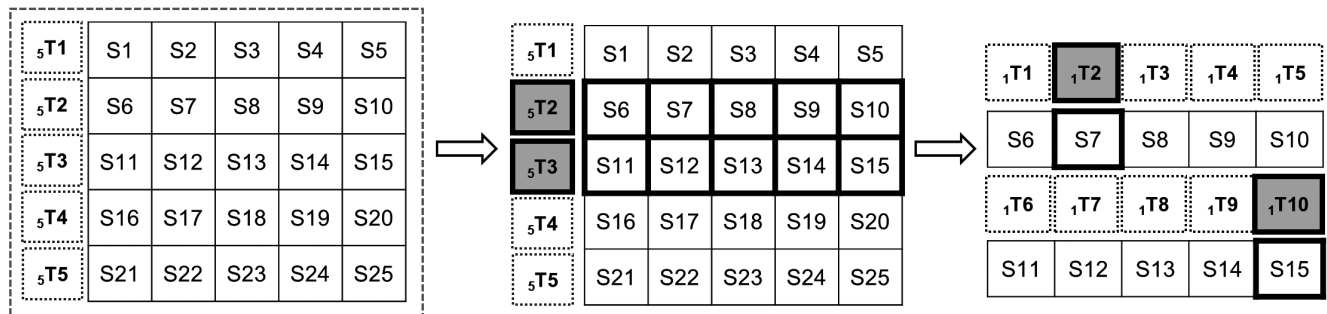 ₅T1 S1 S2 S3 S4 S5
₅T2 S6 S7 S8 S9 S10
₅T3 S11 S12 S13 S14 S15
₅T4 S16 S17 S18 S19 S20
₅T5 S21 S22 S23 S24 S25
₅T1 S1 S2 S3 S4 S5
₅T2 S6 S7 S8 S9 S10
₅T3 S11 S12 S13 S14 S15
₅T4 S16 S17 S18 S19 S20
₅T5 S21 S22 S23 S24 S25
₁T1 ₁T2 ₁T3 ₁T4 ₁T5
S6 S7 S8 S9 S10
₁T6 ₁T7 ₁T8 ₁T9 ₁T10
S11 S12 S13 S14 S15